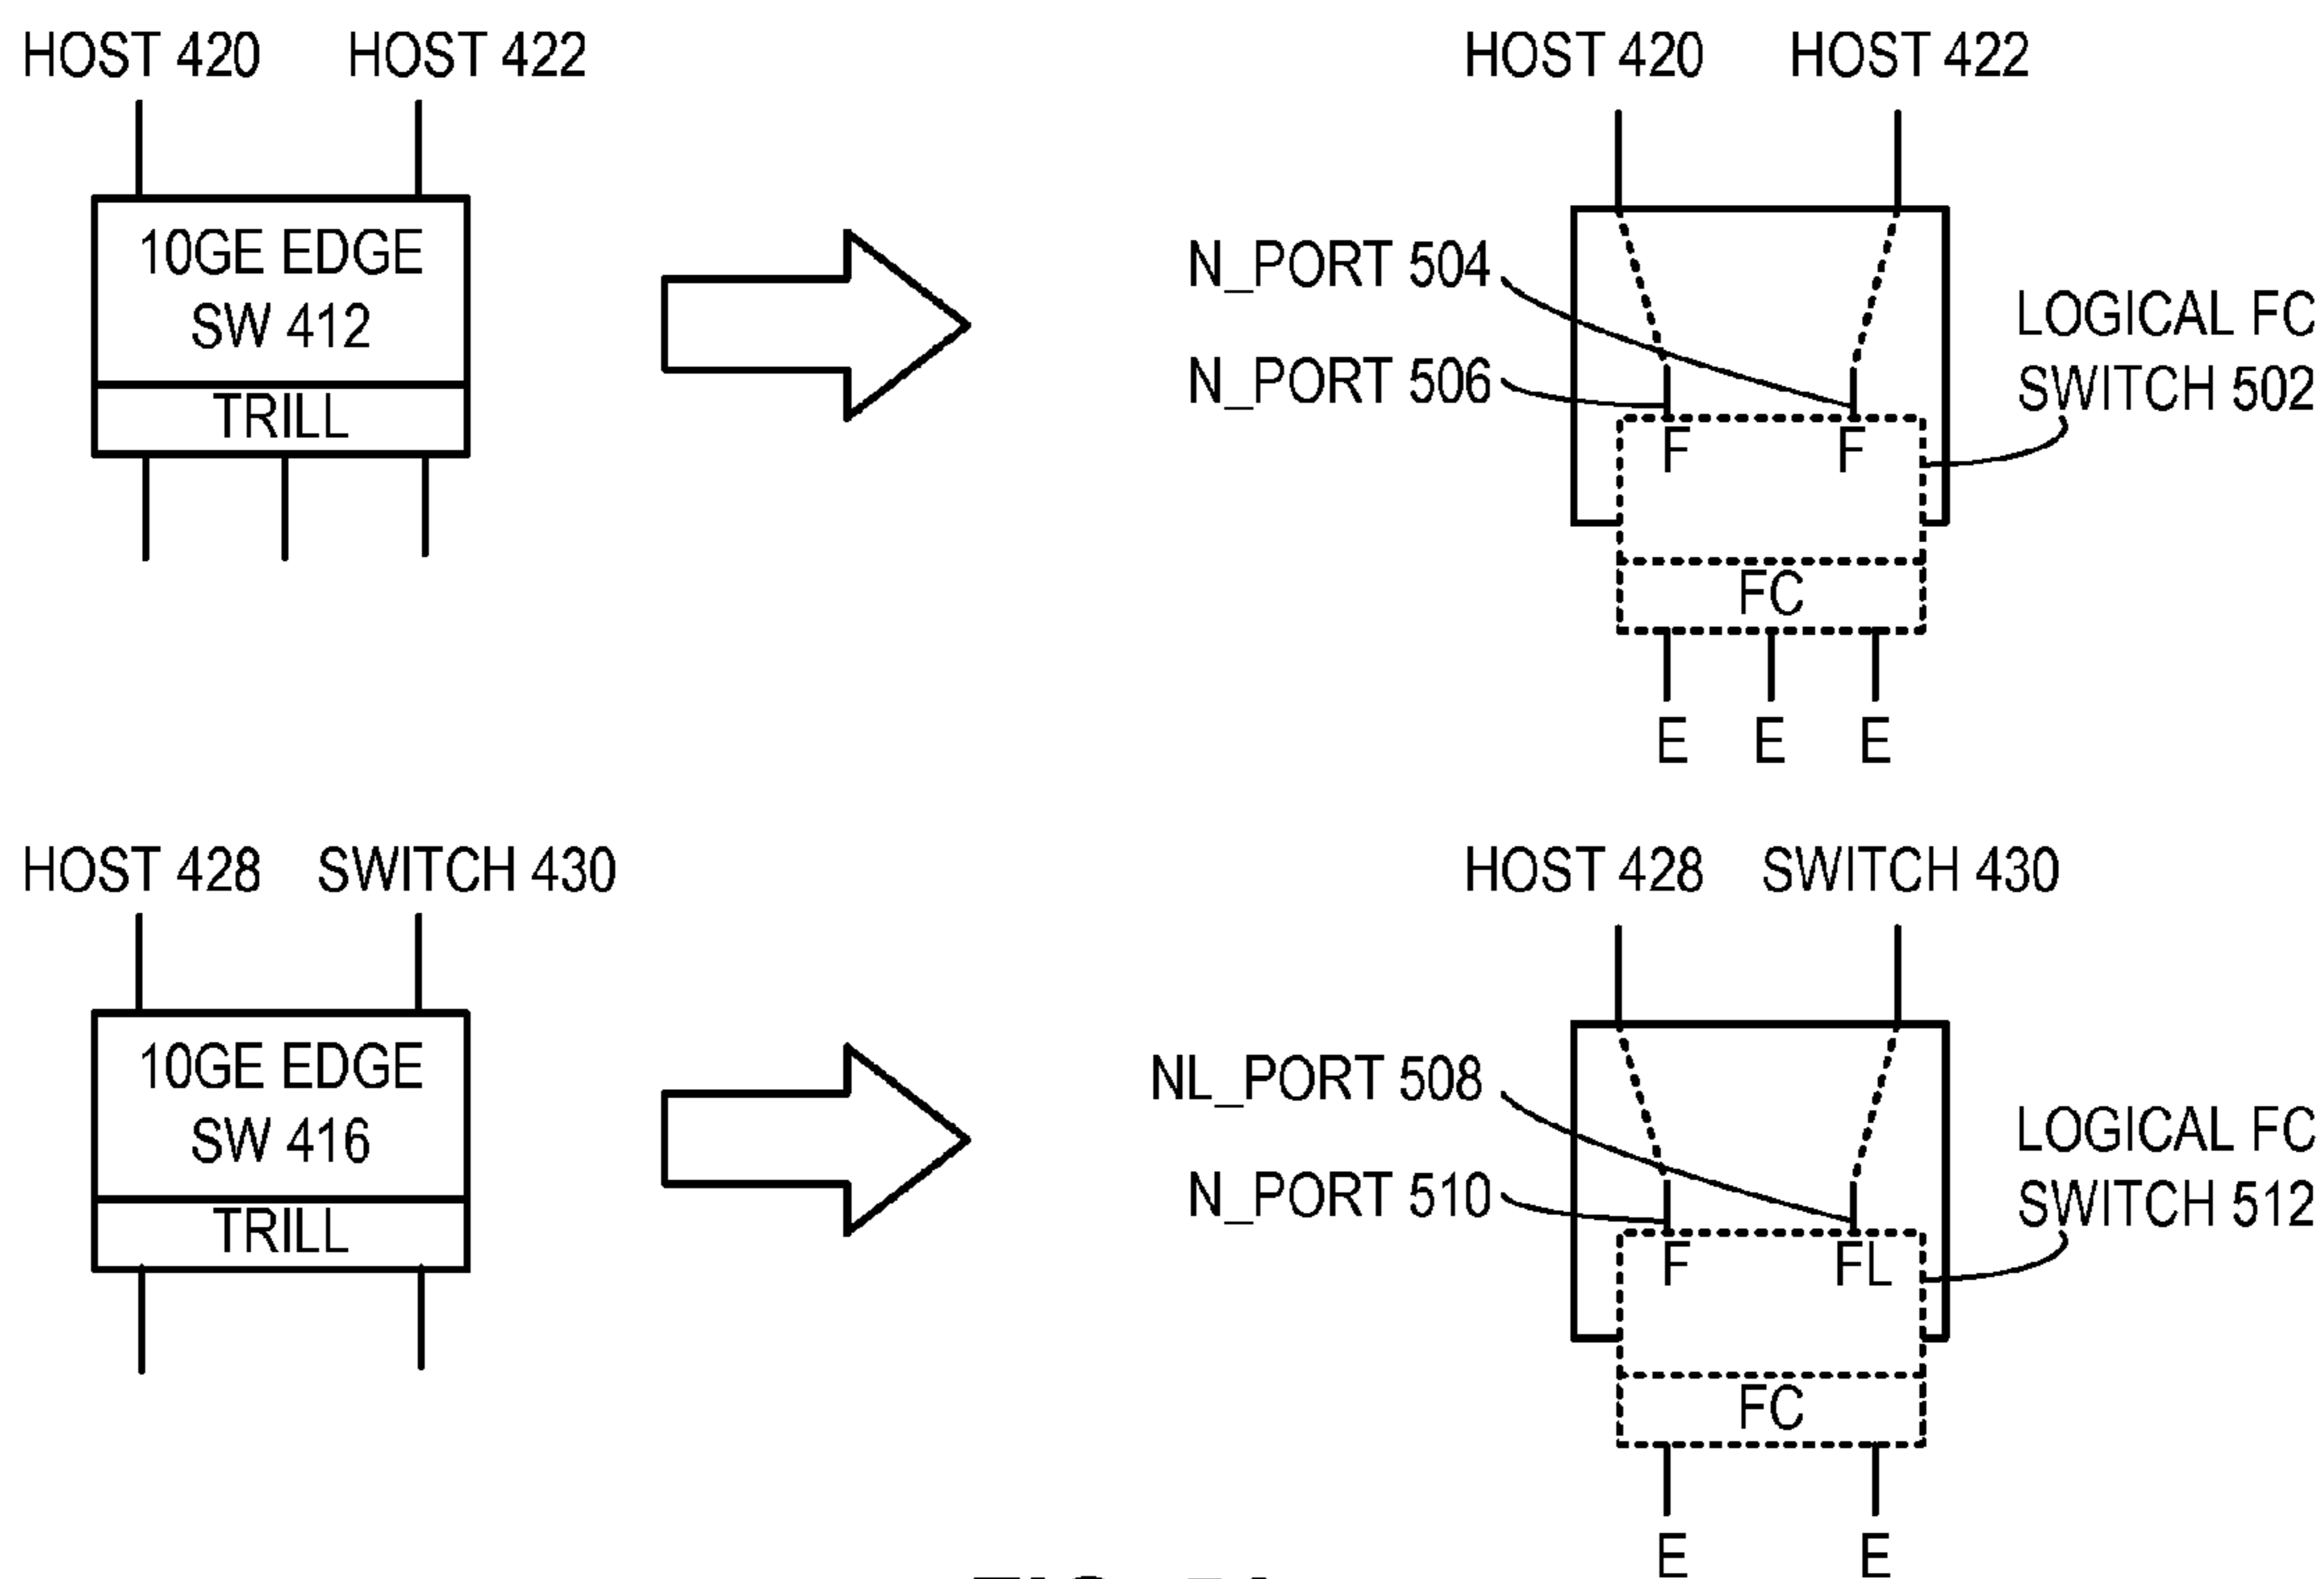 HOST 420 HOST 422
10GE EDGE
SW 412
TRILL
HOST 420 HOST 422
N_PORT 504
N_PORT 506
LOGICAL FC
SWITCH 502
F F
FC
E E E
HOST 428 SWITCH 430
10GE EDGE
SW 416
TRILL
HOST 428 SWITCH 430
NL_PORT 508
N_PORT 510
LOGICAL FC
SWITCH 512
F FL
FC
E E